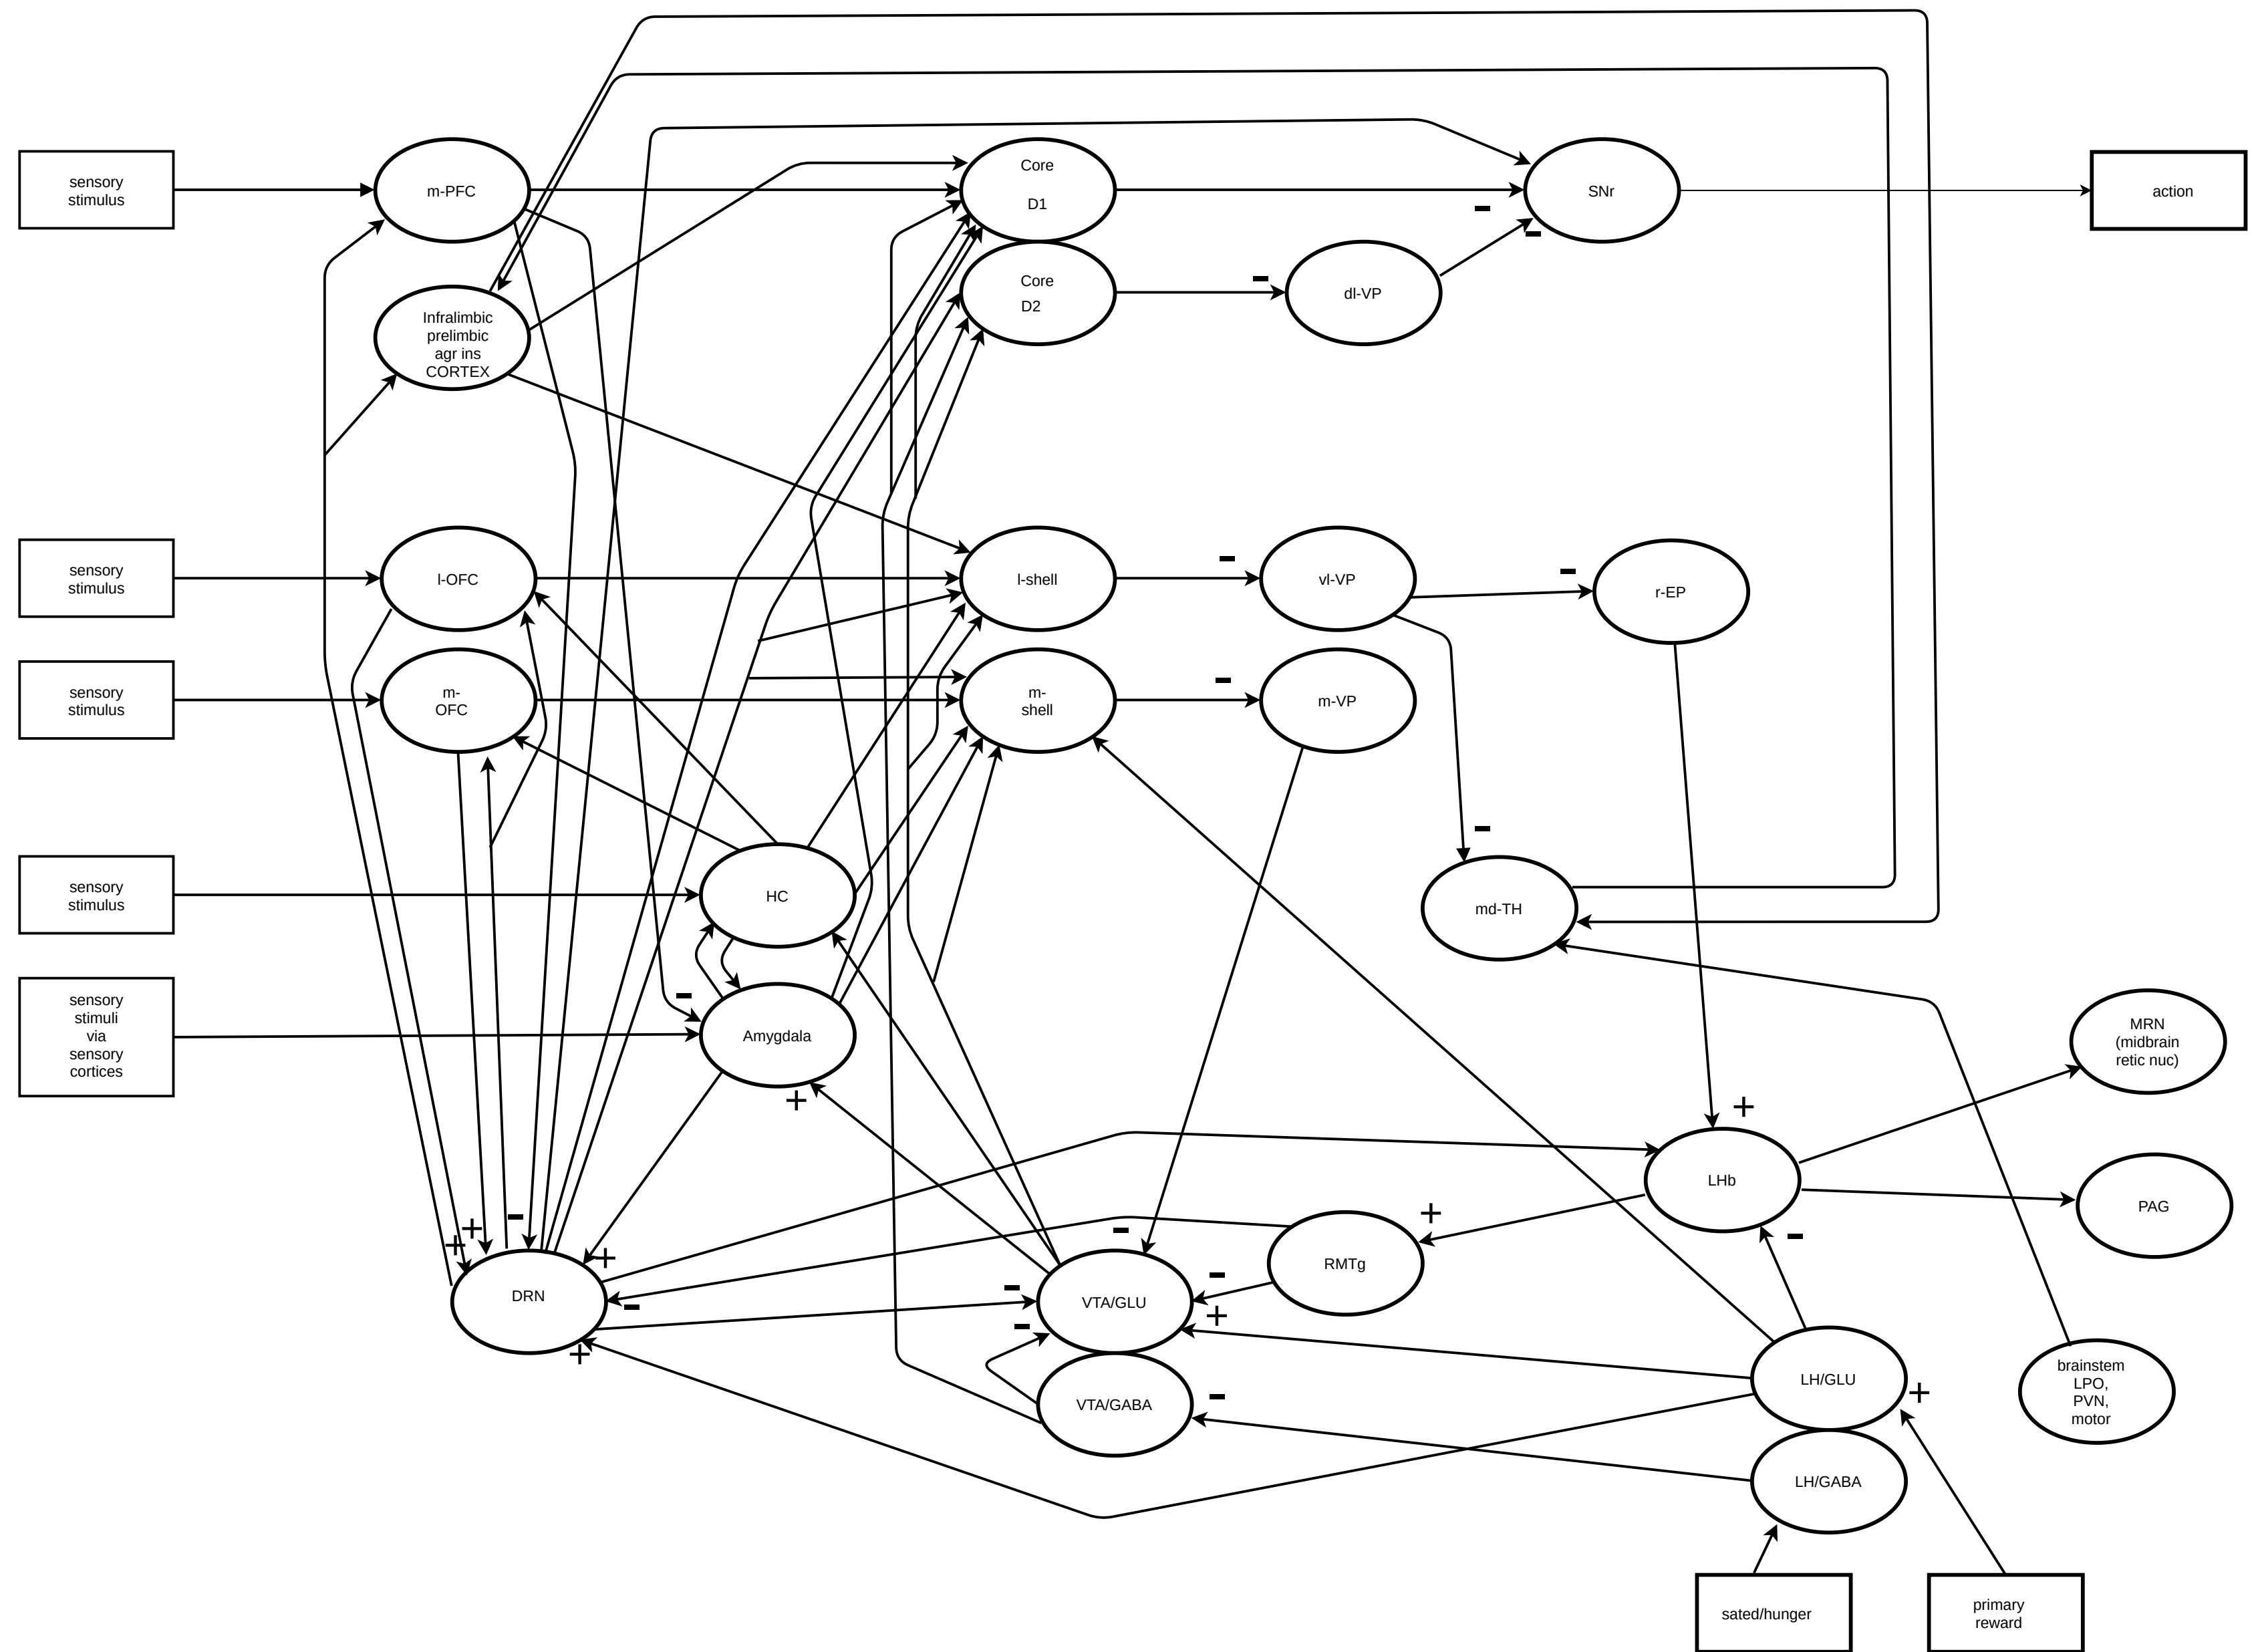 sensory
stimulus
m-PFC
Core
D1
SNr
-
action
Infralimbic
prelimbic
agr ins
CORTEX
Core
D2
-
dl-VP
-
sensory
stimulus
l-OFC
l-shell
-
vl-VP
-
r-EP
sensory
stimulus
m-
OFC
m-
shell
-
m-VP
sensory
stimulus
HC
-
md-TH
sensory
stimuli
via
sensory
cortices
-
Amygdala
+
MRN
(midbrain
retic nuc)
+
LHb
PAG
+
+
-
+
DRN
-
+
-
-
-
VTA/GLU
-
+
RMTg
+
-
-
VTA/GABA
-
LH/GLU
+
LH/GABA
brainstem
LPO,
PVN,
motor
sated/hunger
primary
reward